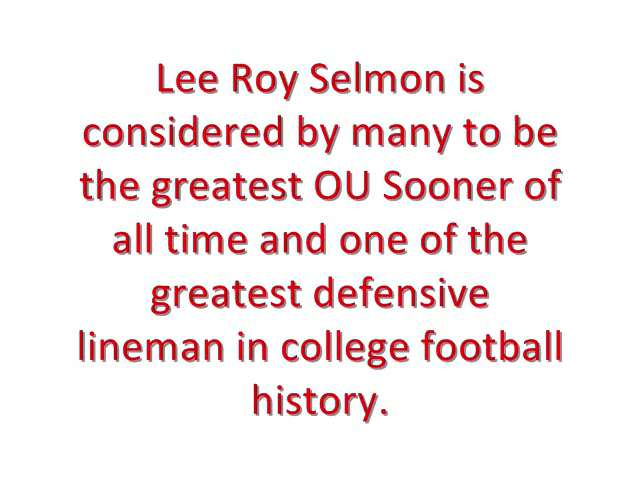 Lee Roy Selmon is
considered by many to be
the greatest OU Sooner of
all time and one of the
greatest defensive
lineman in college football
history.